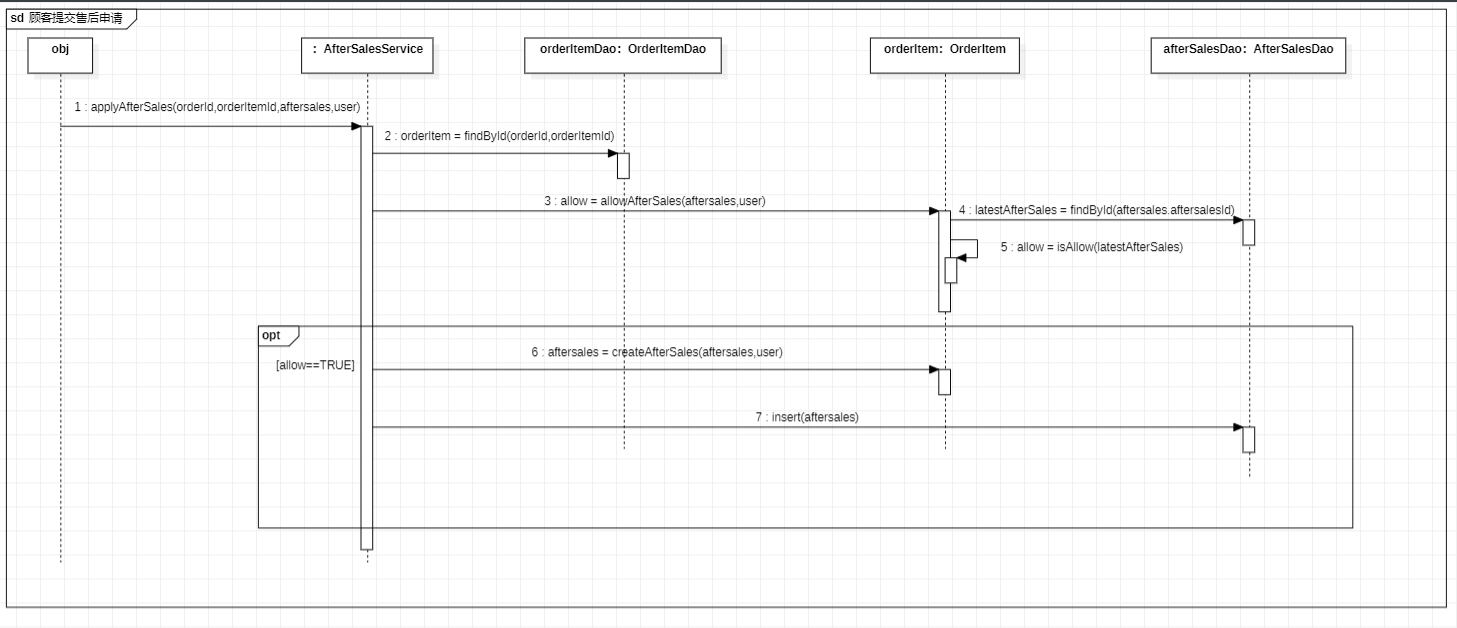 sd 顾客提交售后申请
obj
： AfterSalesService
orderItemDao：OrderItemDao
orderItem：OrderItem
afterSalesDao：AfterSalesDao
1 : applyAfterSales(orderId,orderItemId,aftersales,user)
2 : orderItem = findById(orderId,orderItemId)
3 : allow = allowAfterSales(aftersales,user)
4 : latestAfterSales = findById(aftersales.aftersalesId)
5 : allow = isAllow(latestAfterSales)
opt
[allow==TRUE]
6 : aftersales = createAfterSales(aftersales,user)
7 : insert(aftersales)